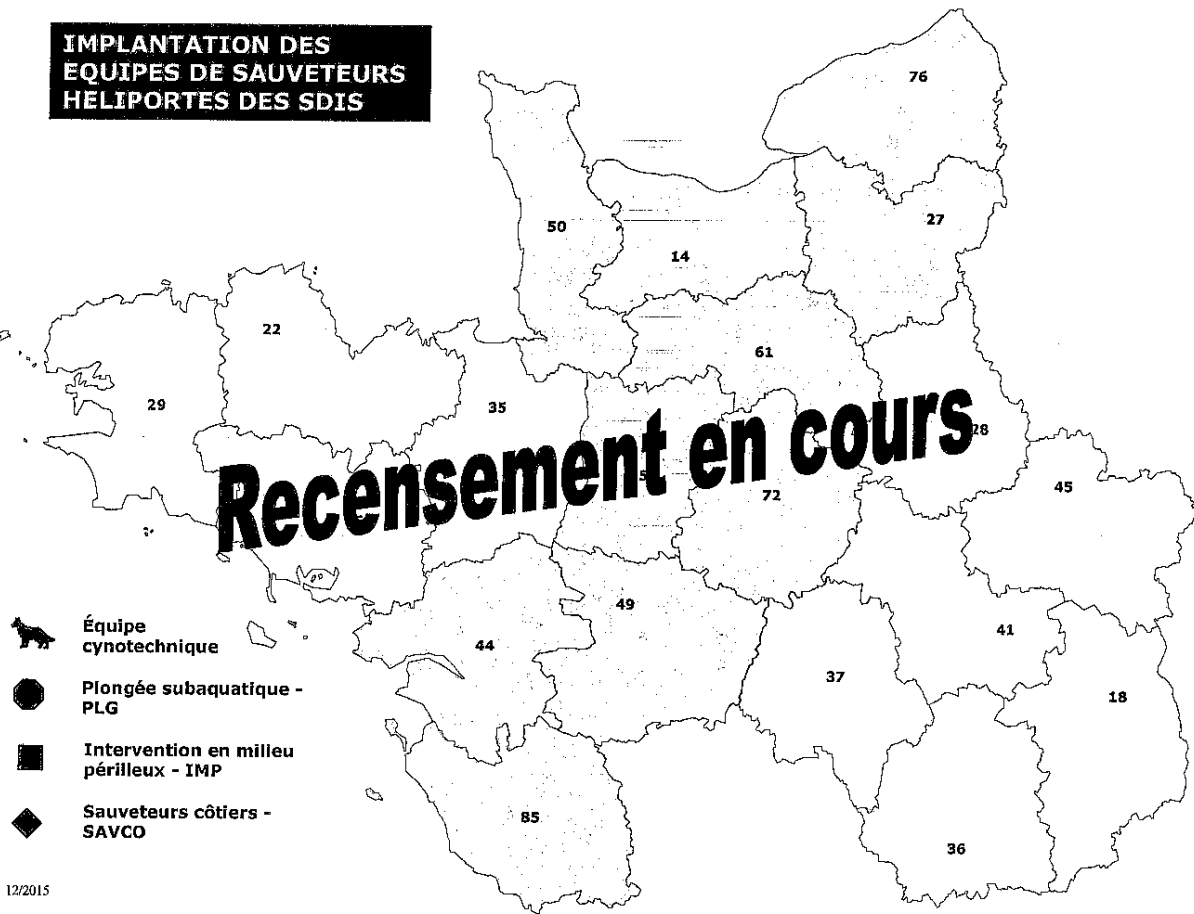 IMPLANTATION DES
EQUIPES DE SAUVETEURS
HELIPORTES DES SDIS
76
27
50
14
22
61
29
35
28
Recensement en cours
5
72
45
49
44
41
37
18
85
36
Équipe
cynotechnique
Plongée subaquatique -
PLG
Intervention en milieu
périlleux - IMP
Sauveteurs côtiers -
SAVCO
12/2015